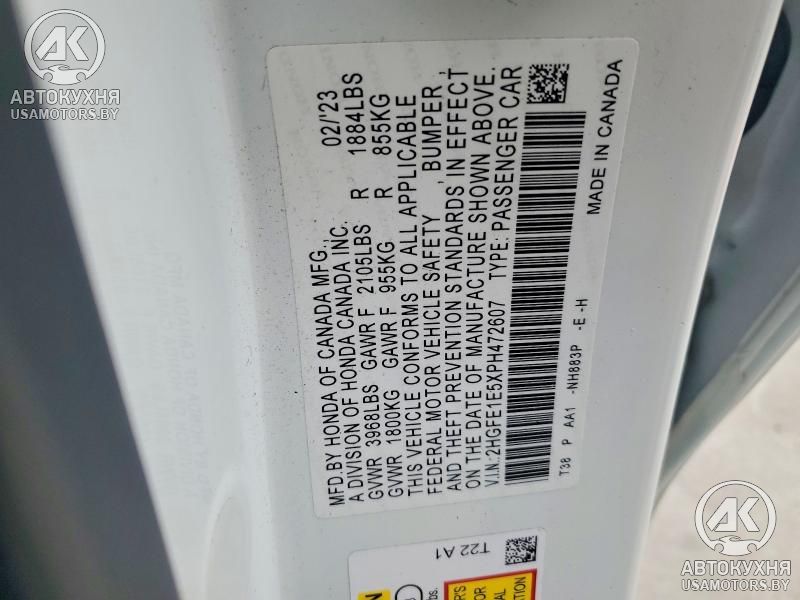 AK
АВТОКУХНЯ
USAMOTORS.BY
MFD.BY HONDA OF CANADA MFG., 02/'23
A DIVISION OF HONDA CANADA INC.
GVWR 3968LBS GAWR F 2105LBS R 1884LBS
GVWR 1800KG GAWR F 955KG R 855KG
THIS VEHICLE CONFORMS TO ALL APPLICABLE
FEDERAL MOTOR VEHICLE SAFETY, BUMPER,
AND THEFT PREVENTION STANDARDS IN EFFECT
ON THE DATE OF MANUFACTURE SHOWN ABOVE.
V.I.N.:2HGFE1E5XPH472607 TYPE: PASSENGER CAR
T38 P AA1 -NH883P -E -H
MADE IN CANADA
T22 A1
AK
АВТОКУХНЯ
USAMOTORS.BY